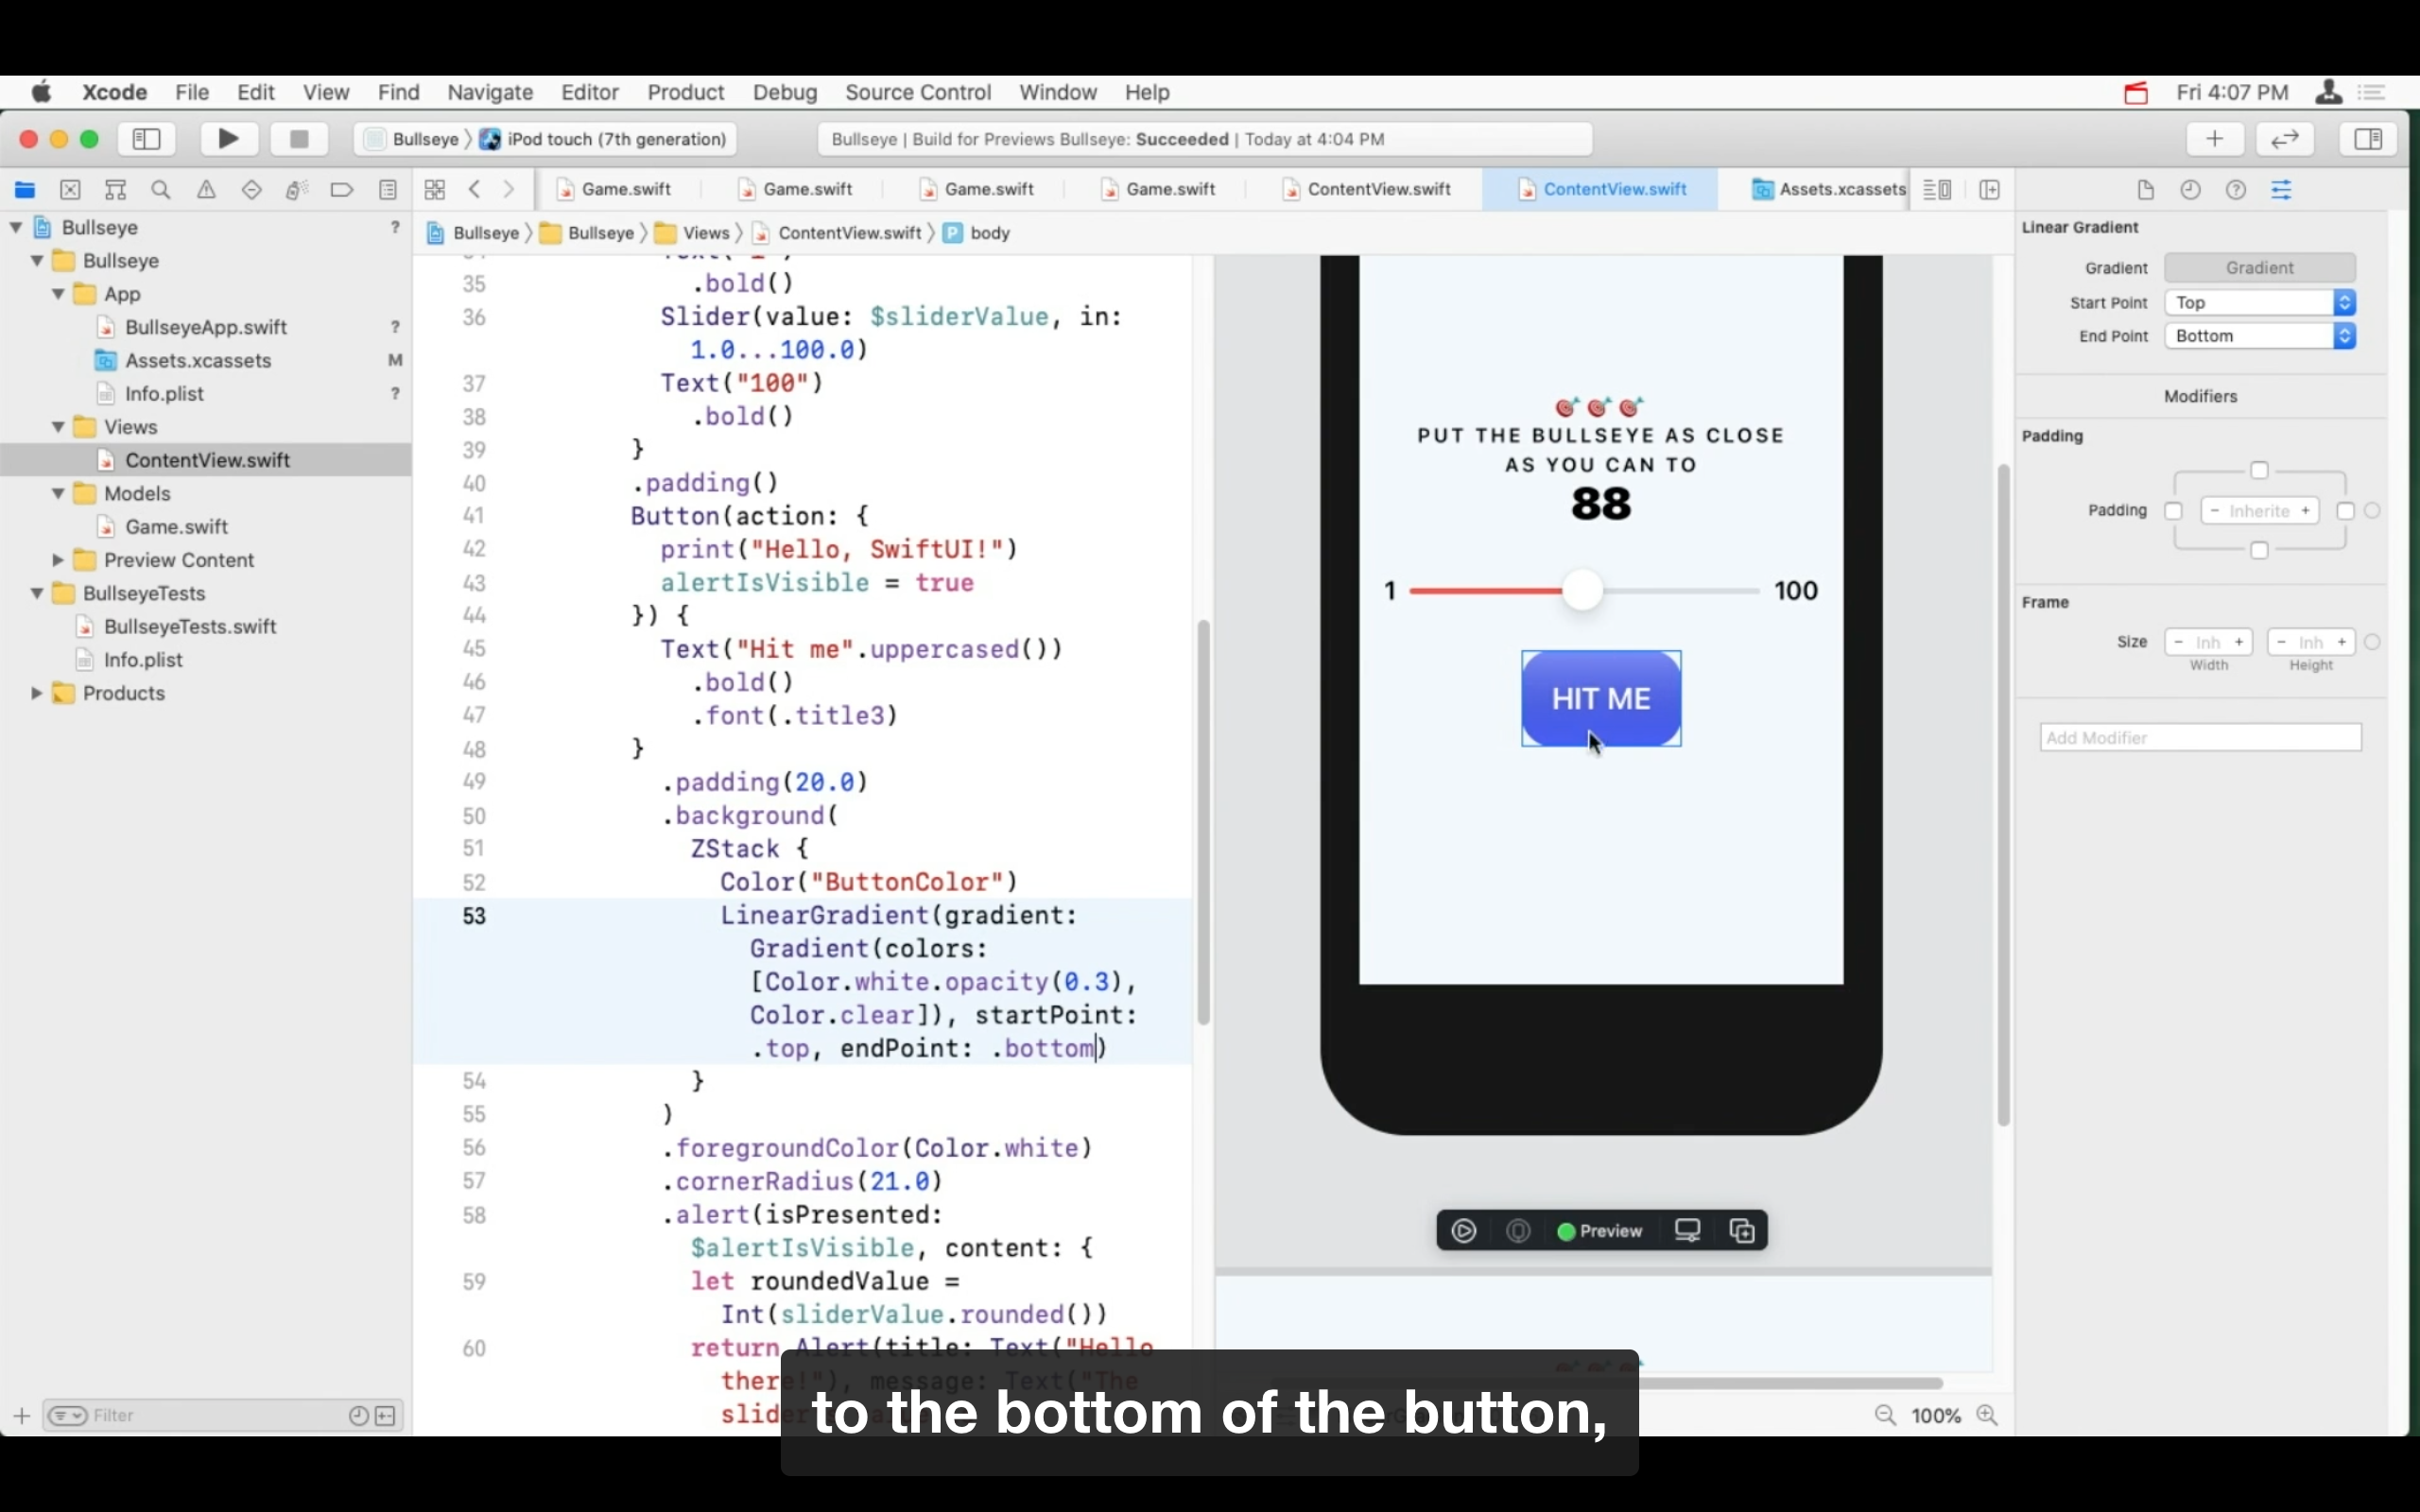 Xcode File Edit View Find Navigate Editor Product Debug Source Control Window Help Fri 4:07 PM
Bullseye iPod touch (7th generation) Bullseye | Build for Previews Bullseye: Succeeded | Today at 4:04 PM
Game.swift Game.swift Game.swift Game.swift ContentView.swift ContentView.swift Assets.xcassets
Bullseye Bullseye Views ContentView.swift P body
Bullseye ?
Bullseye
App
BullseyeApp.swift ?
Assets.xcassets M
Info.plist ?
Views
ContentView.swift
Models
Game.swift
Preview Content
BullseyeTests
BullseyeTests.swift
Info.plist
Products
Filter
35 .bold()
36 Slider(value: $sliderValue, in:
1.0...100.0)
37 Text("100")
38 .bold()
39 }
40 .padding()
41 Button(action: {
42 print("Hello, SwiftUI!")
43 alertIsVisible = true
44 }) {
45 Text("Hit me".uppercased())
46 .bold()
47 .font(.title3)
48 }
49 .padding(20.0)
50 .background(
51 ZStack {
52 Color("ButtonColor")
53 LinearGradient(gradient:
Gradient(colors:
[Color.white.opacity(0.3),
Color.clear]), startPoint:
.top, endPoint: .bottom)
54 }
55 )
56 .foregroundColor(Color.white)
57 .cornerRadius(21.0)
58 .alert(isPresented:
$alertIsVisible, content: {
59 let roundedValue =
Int(sliderValue.rounded())
60 return Alert(title: Text("Hello
there!"), message: Text("The
PUT THE BULLSEYE AS CLOSE
AS YOU CAN TO
88
1 100
HIT ME
Preview
100%
Linear Gradient
Gradient Gradient
Start Point Top
End Point Bottom
Modifiers
Padding
Padding - Inherite +
Frame
Size - Inh + - Inh +
Width Height
Add Modifier
to the bottom of the button,